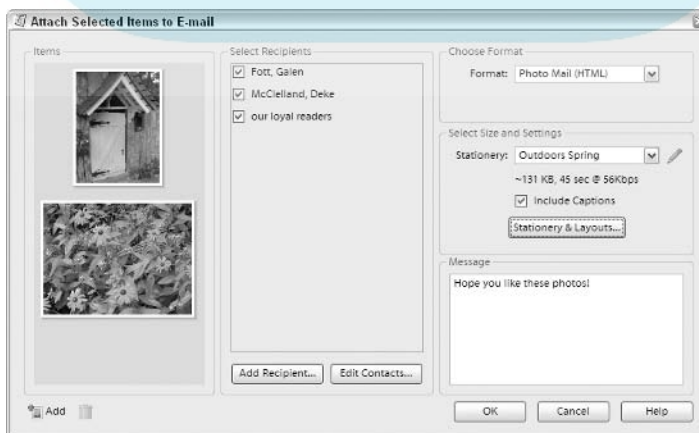 Attach Selected Items to E-mail
Items
Select Recipients
Fott, Galen
McClelland, Deke
our loyal readers
Add Recipient...
Edit Contacts...
Choose Format
Format: Photo Mail (HTML)
Select Size and Settings
Stationery: Outdoors Spring
~131 KB, 45 sec @ 56Kbps
Include Captions
Stationery & Layouts...
Message
Hope you like these photos!
Add
OK
Cancel
Help